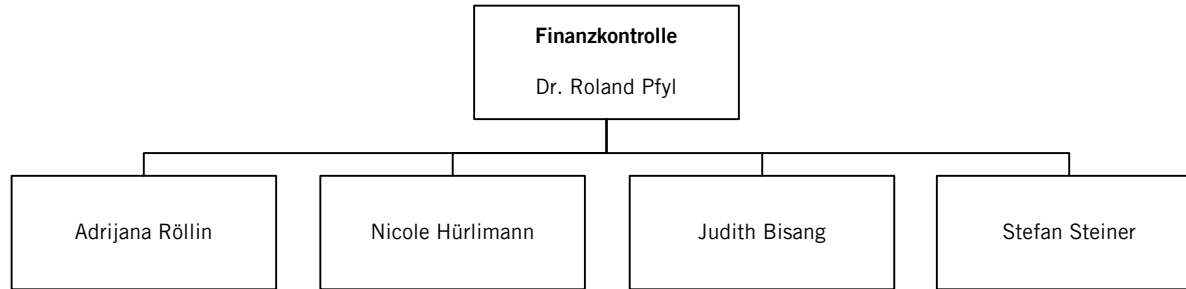 Finanzkontrolle
Dr. Roland Pfyl
Adrijana Röllin
Nicole Hürlimann
Judith Bisang
Stefan Steiner